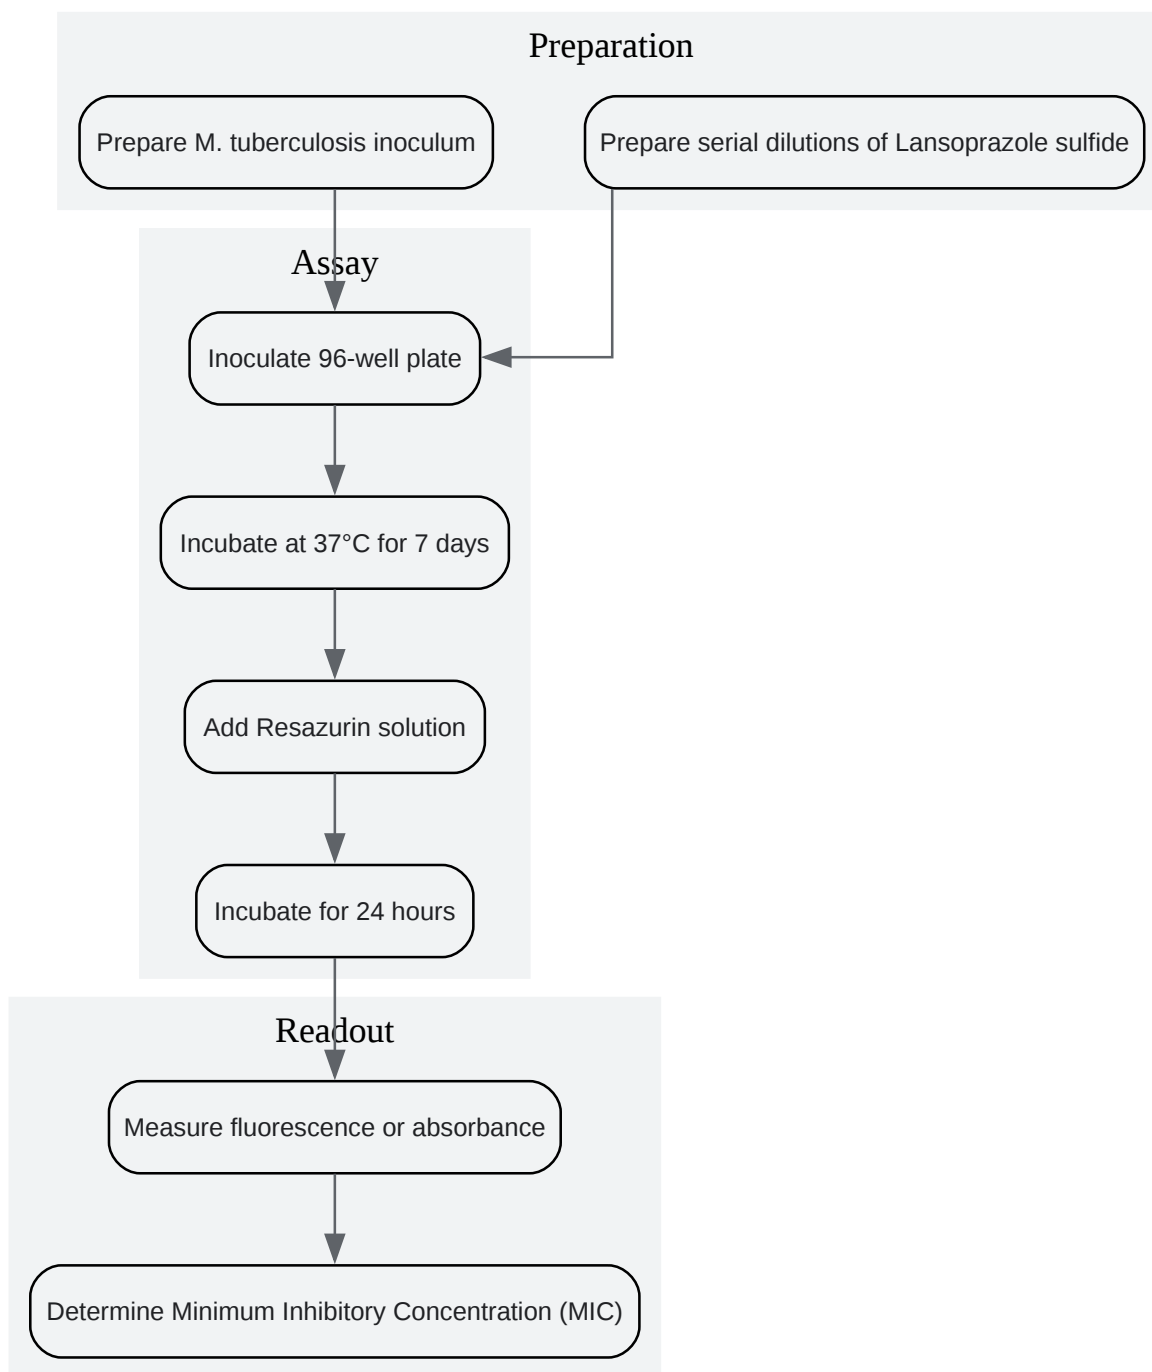 Preparation
Prepare M. tuberculosis inoculum
Prepare serial dilutions of Lansoprazole sulfide
Assay
Inoculate 96-well plate
Incubate at 37°C for 7 days
Add Resazurin solution
Incubate for 24 hours
Readout
Measure fluorescence or absorbance
Determine Minimum Inhibitory Concentration (MIC)